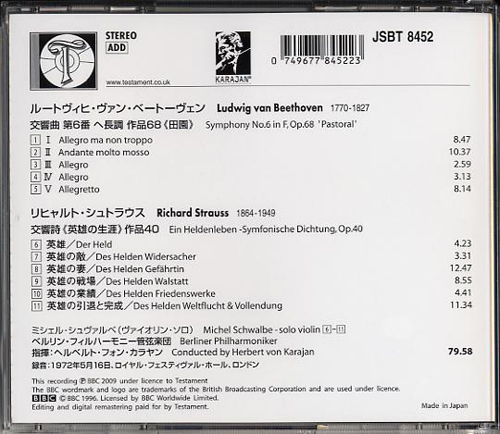 STEREO
ADD
JSBT 8452
www.testament.co.uk
KARAJAN
0 749677 845223
ルートヴィヒ・ヴァン・ベートーヴェン Ludwig van Beethoven 1770-1827
交響曲 第6番 ヘ長調 作品68《田園》 Symphony No.6 in F, Op.68 'Pastoral'
1 I Allegro ma non troppo 8.47
2 II Andante molto mosso 10.37
3 III Allegro 2.59
4 IV Allegro 3.13
5 V Allegretto 8.14
リヒャルト・シュトラウス Richard Strauss 1864-1949
交響詩《英雄の生涯》作品40 Ein Heldenleben -Symfonische Dichtung, Op.40
6 英雄/Der Held 4.23
7 英雄の敵/Des Helden Widersacher 3.31
8 英雄の妻/Des Helden Gefährtin 12.47
9 英雄の戦場/Des Helden Walstatt 8.55
10 英雄の業績/Des Helden Friedenswerke 4.41
11 英雄の引退と完成/Des Helden Weltflucht & Vollendung 11.34
ミシェル・シュヴァルベ(ヴァイオリン・ソロ) Michel Schwalbe - solo violin 6-11
ベルリン・フィルハーモニー管弦楽団 Berliner Philharmoniker
指揮:ヘルベルト・フォン・カラヤン Conducted by Herbert von Karajan 79.58
録音:1972年5月16日、ロイヤル・フェスティヴァル・ホール、ロンドン
This recording ℗ BBC 2009 under licence to Testament
The BBC wordmark and logo are trademarks of the British Broadcasting Corporation and are used under licence.
BBC © BBC 1996. Licensed by BBC Worldwide Limited.
Editing and digital remastering paid for by Testament. Made in Japan